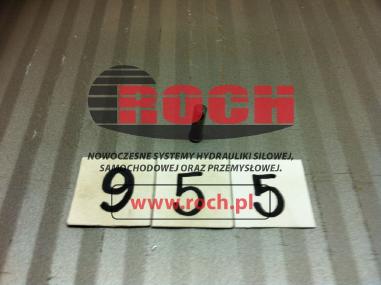 ROCH
NOWOCZESNE SYSTEMY HYDRAULIKI SIŁOWEJ,
SAMOCHODOWEJ ORAZ PRZEMYSŁOWEJ.
9 5 5
www.roch.pl